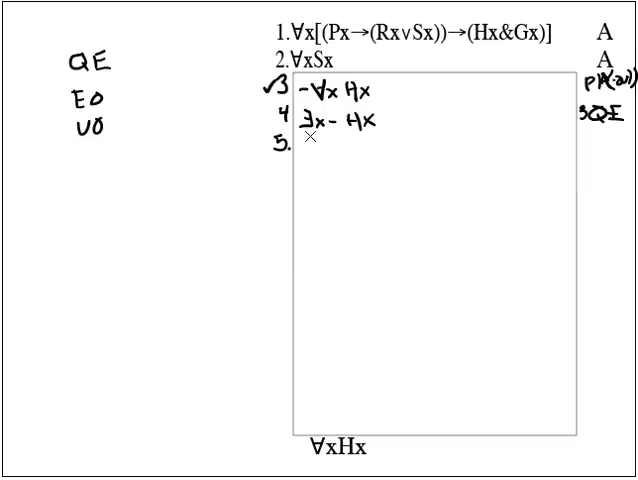 1.∀x[(Px→(Rx∨Sx))→(Hx&Gx)] A
2.∀xSx A
QE
✓3 -∀x Hx
EO
4 ∃x- Hx 3QE
UO
5.
∀xHx